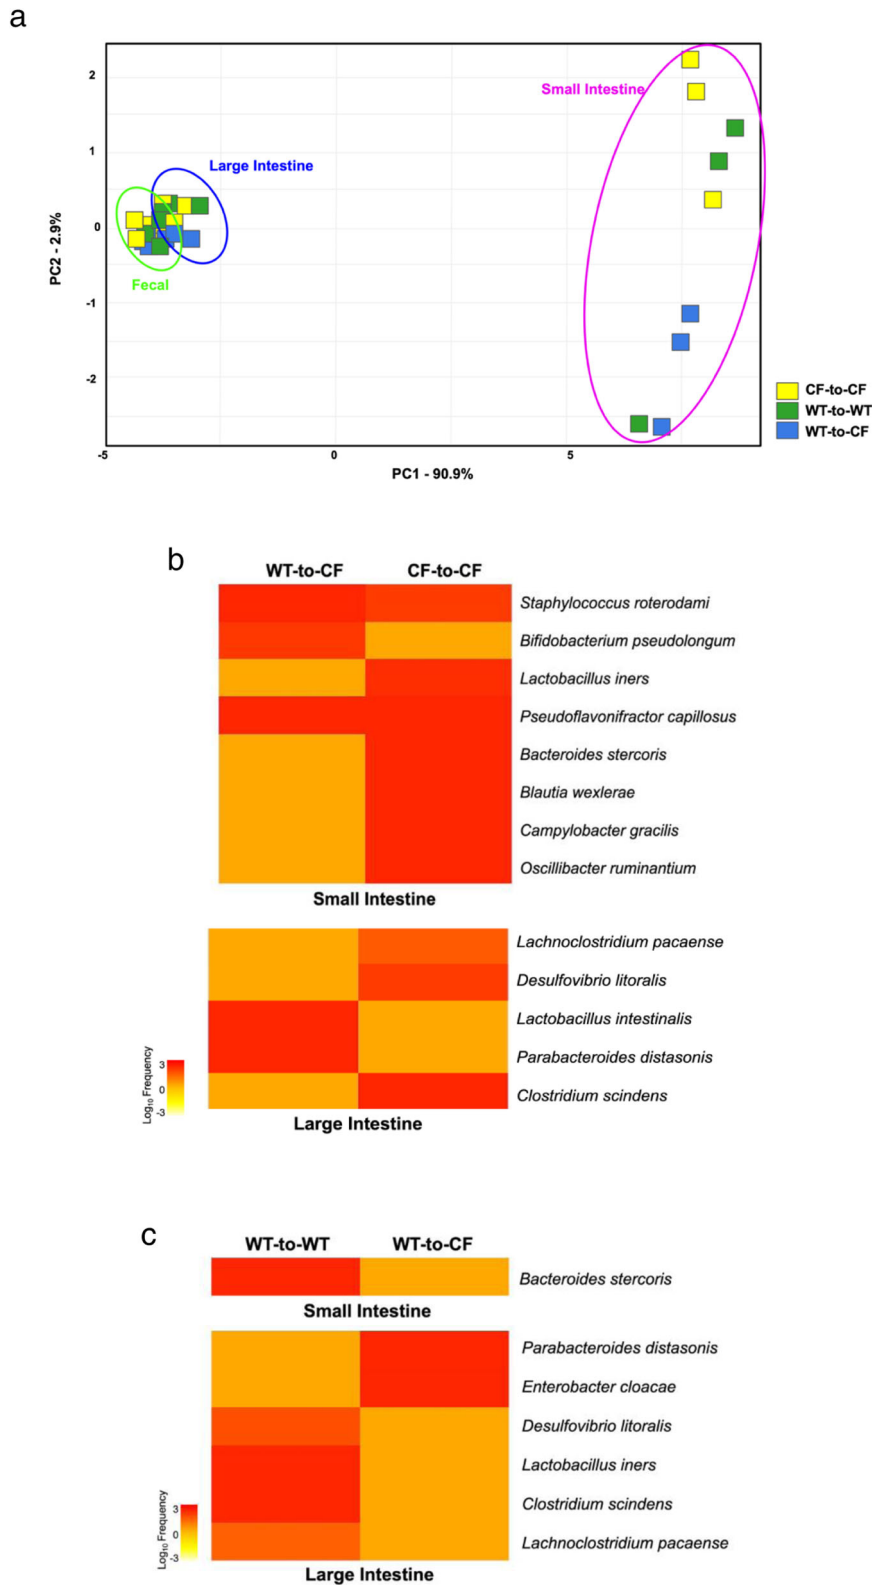 a
2
1
0
-1
-2
PC2 - 2.9%
Small Intestine
Large Intestine
Fecal
-5
0
5
PC1 - 90.9%
CF-to-CF
WT-to-WT
WT-to-CF
b
WT-to-CF CF-to-CF
Staphylococcus roterodami
Bifidobacterium pseudolongum
Lactobacillus iners
Pseudoflavonifractor capillosus
Bacteroides stercoris
Blautia wexlerae
Campylobacter gracilis
Oscillibacter ruminantium
Small Intestine
Lachnoclostridium pacaense
Desulfovibrio litoralis
Lactobacillus intestinalis
Parabacteroides distasonis
Clostridium scindens
Log₁₀ Frequency
3
0
-3
Large Intestine
c
WT-to-WT WT-to-CF
Bacteroides stercoris
Small Intestine
Parabacteroides distasonis
Enterobacter cloacae
Desulfovibrio litoralis
Lactobacillus iners
Clostridium scindens
Lachnoclostridium pacaense
Log₁₀ Frequency
3
0
-3
Large Intestine